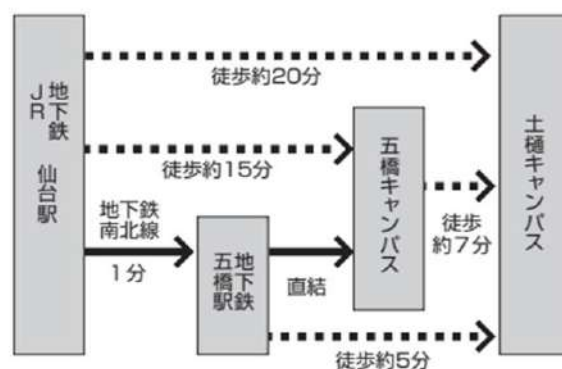 徒歩約20分
地下鉄
JR
仙台駅
徒歩約15分
地下鉄
南北線
1分
地下鉄
五橋駅
直結
五橋キャンパス
徒歩
約7分
徒歩約5分
土樋キャンパス